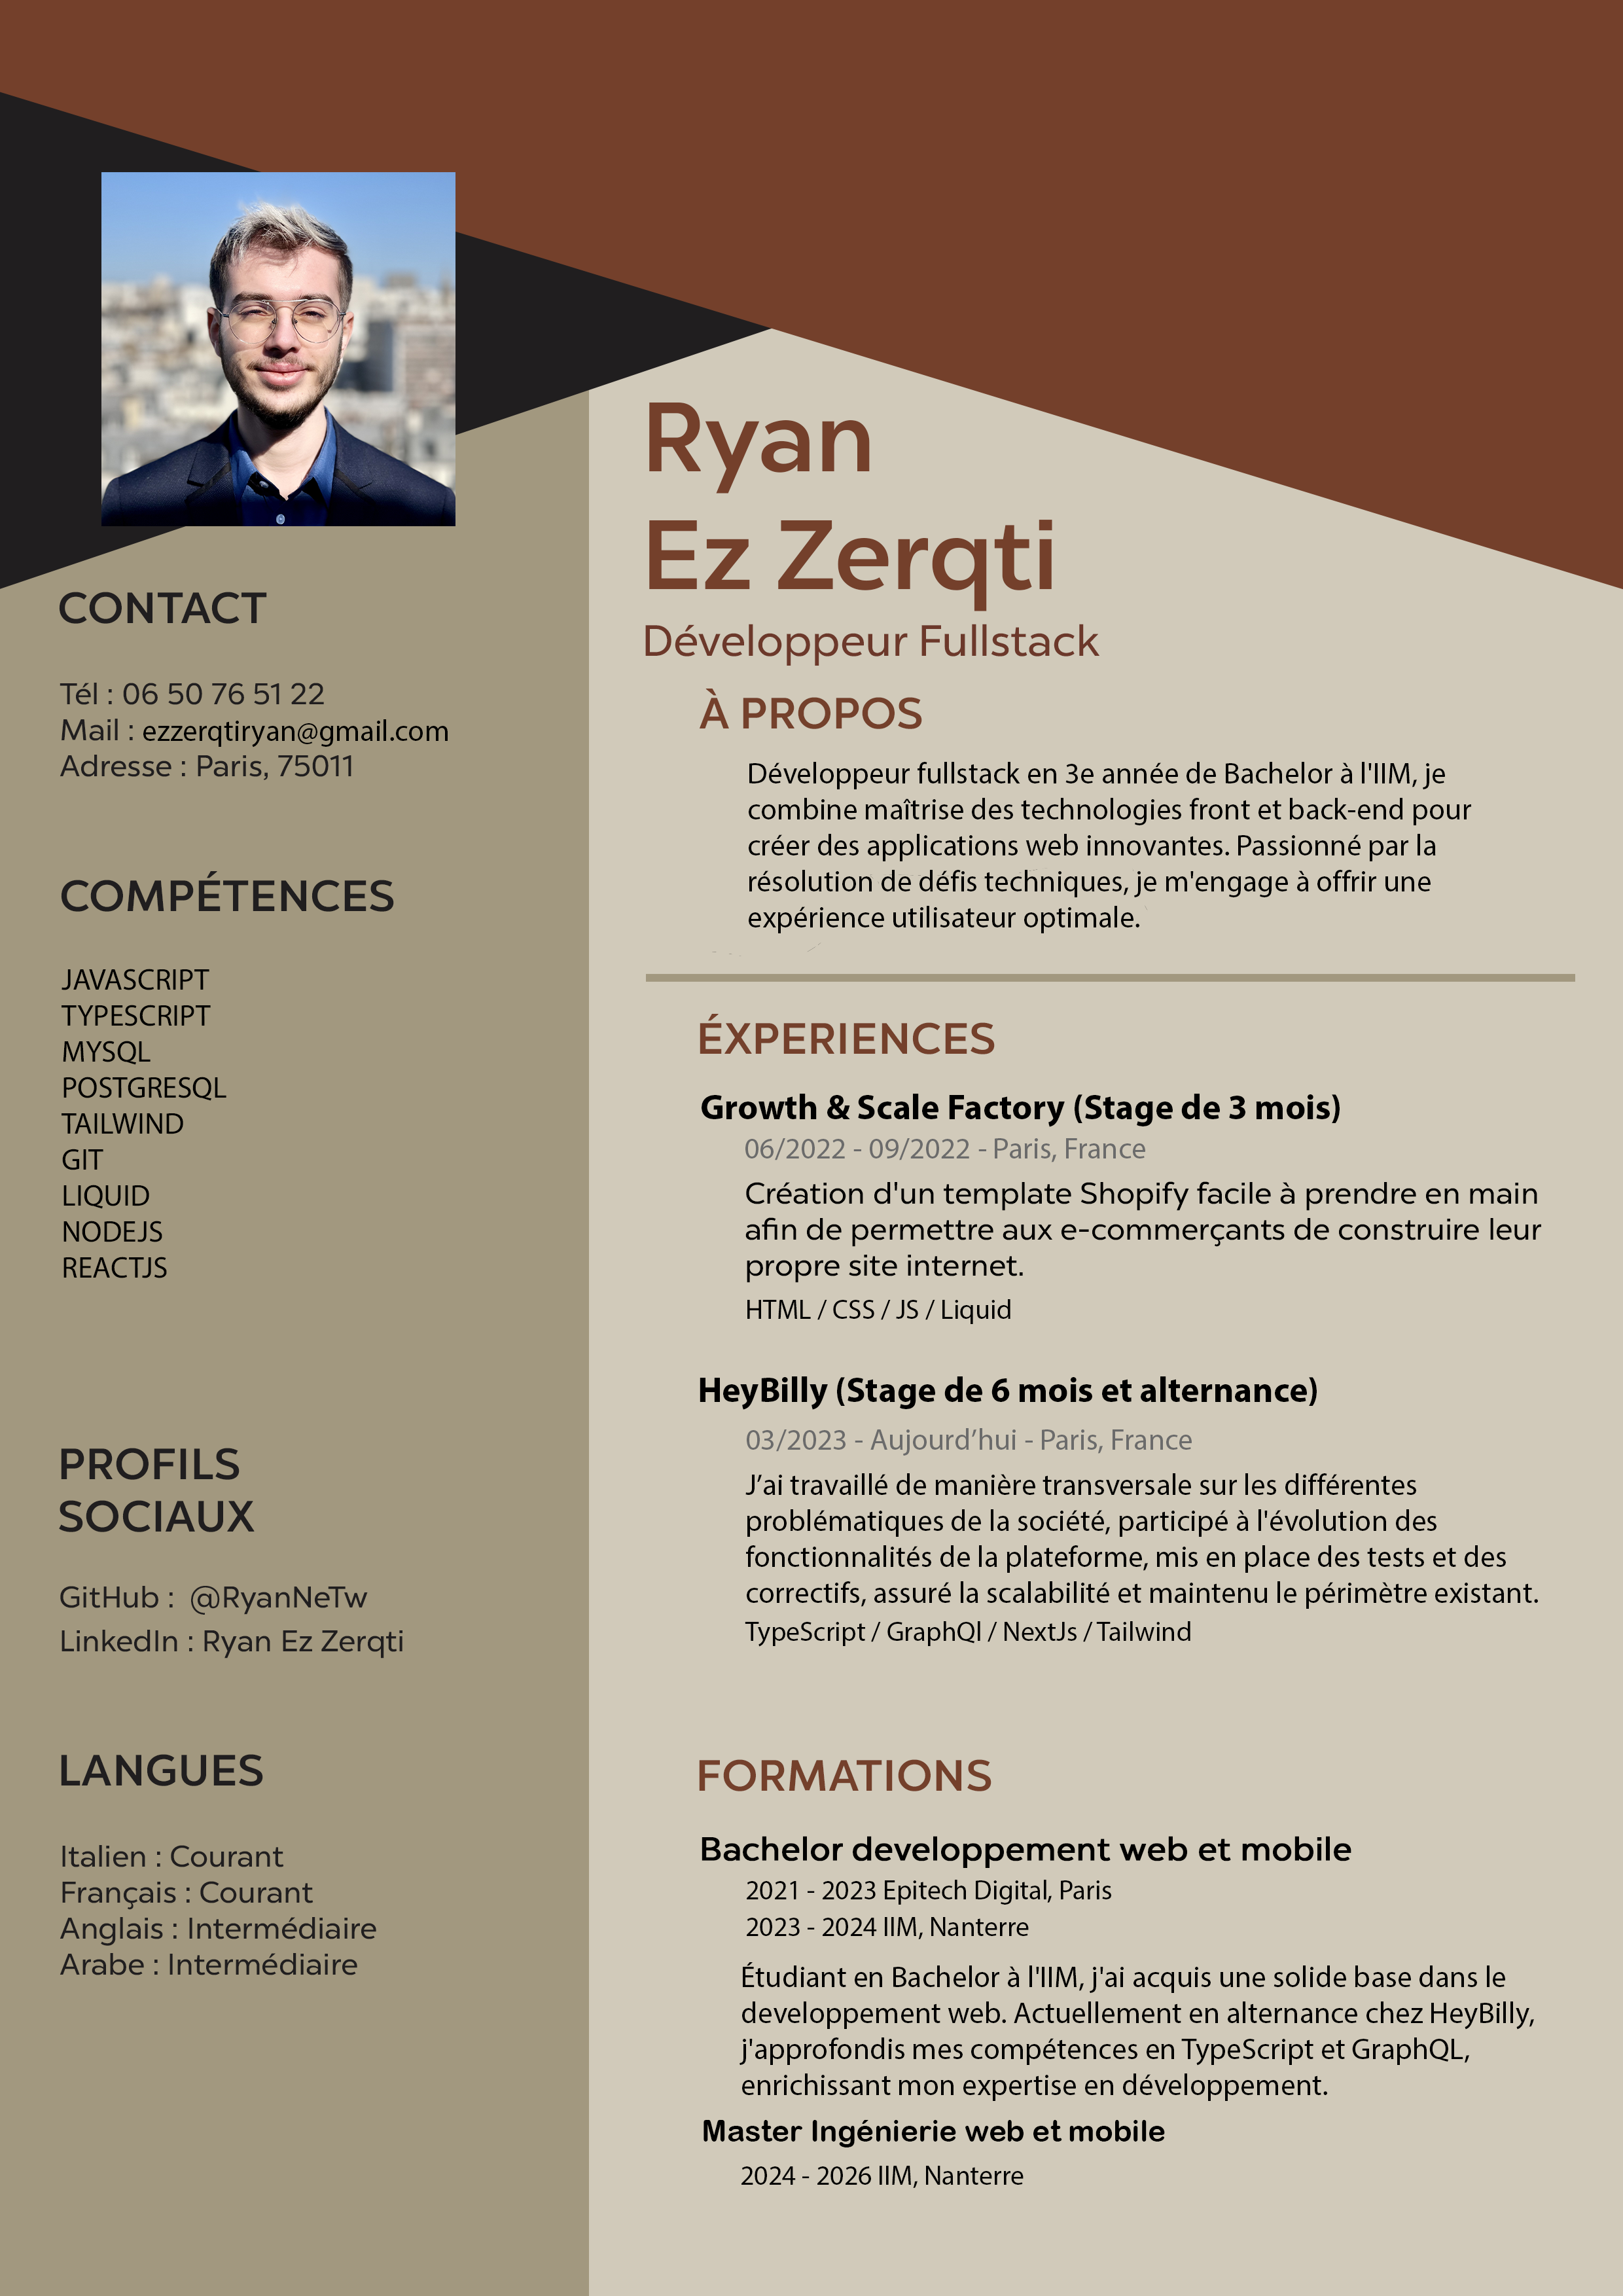 Ryan
Ez Zerqti
Développeur Fullstack
CONTACT
Tél : 06 50 76 51 22
Mail : ezzerqtiryan@gmail.com
Adresse : Paris, 75011
COMPÉTENCES
JAVASCRIPT
TYPESCRIPT
MYSQL
POSTGRESQL
TAILWIND
GIT
LIQUID
NODEJS
REACTJS
PROFILS
SOCIAUX
GitHub : @RyanNeTw
LinkedIn : Ryan Ez Zerqti
LANGUES
Italien : Courant
Français : Courant
Anglais : Intermédiaire
Arabe : Intermédiaire
À PROPOS
Développeur fullstack en 3e année de Bachelor à l'IIM, je
combine maîtrise des technologies front et back-end pour
créer des applications web innovantes. Passionné par la
résolution de défis techniques, je m'engage à offrir une
expérience utilisateur optimale.
ÉXPERIENCES
Growth & Scale Factory (Stage de 3 mois)
06/2022 - 09/2022 - Paris, France
Création d'un template Shopify facile à prendre en main
afin de permettre aux e-commerçants de construire leur
propre site internet.
HTML / CSS / JS / Liquid
HeyBilly (Stage de 6 mois et alternance)
03/2023 - Aujourd’hui - Paris, France
J’ai travaillé de manière transversale sur les différentes
problématiques de la société, participé à l'évolution des
fonctionnalités de la plateforme, mis en place des tests et des
correctifs, assuré la scalabilité et maintenu le périmètre existant.
TypeScript / GraphQl / NextJs / Tailwind
FORMATIONS
Bachelor developpement web et mobile
2021 - 2023 Epitech Digital, Paris
2023 - 2024 IIM, Nanterre
Étudiant en Bachelor à l'IIM, j'ai acquis une solide base dans le
developpement web. Actuellement en alternance chez HeyBilly,
j'approfondis mes compétences en TypeScript et GraphQL,
enrichissant mon expertise en développement.
Master Ingénierie web et mobile
2024 - 2026 IIM, Nanterre